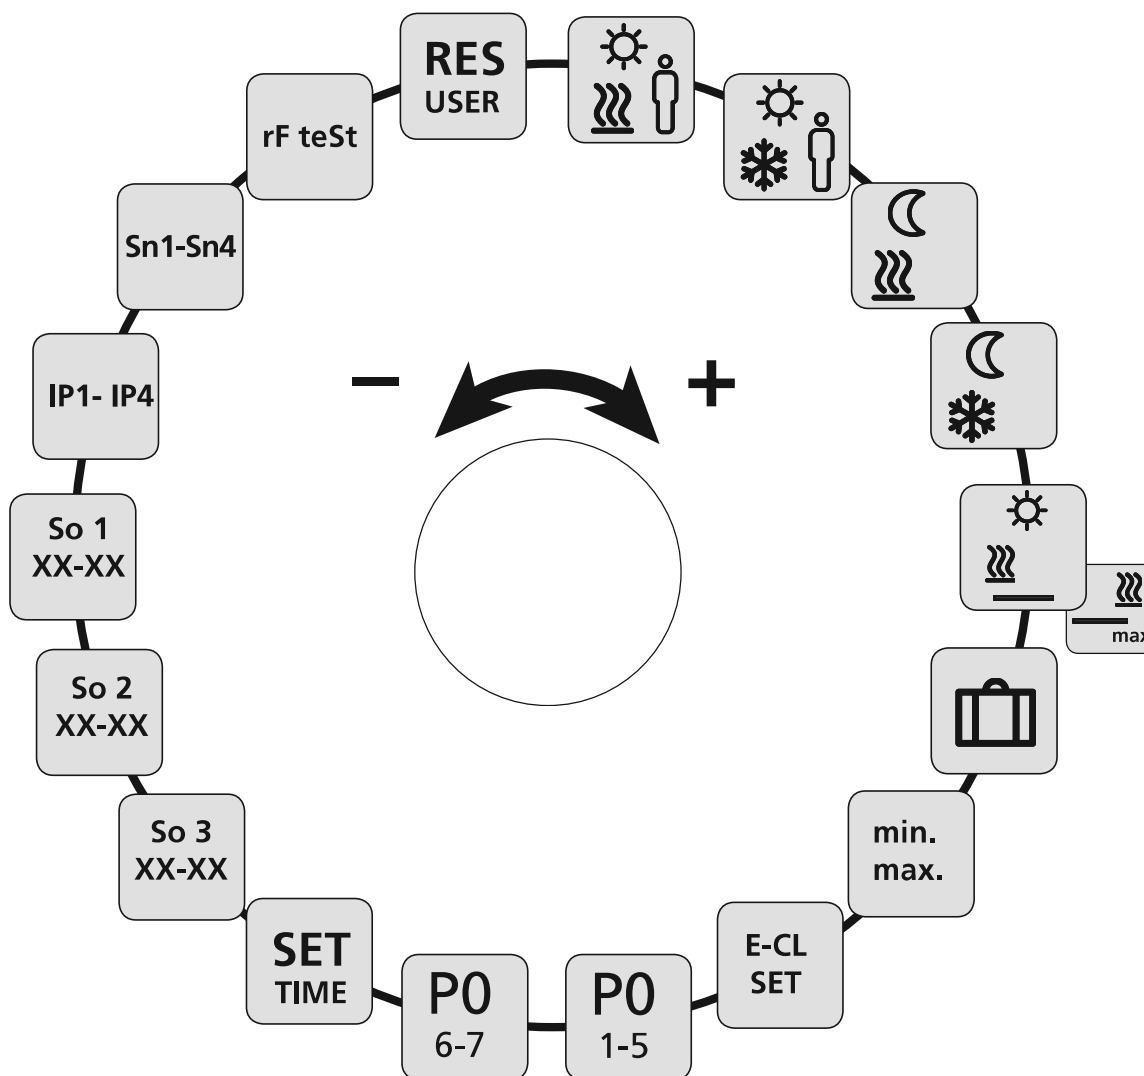 RES
USER
rF teSt
Sn1-Sn4
IP1- IP4
So 1
XX-XX
So 2
XX-XX
So 3
XX-XX
SET
TIME
P0
6-7
P0
1-5
E-CL
SET
min.
max.
max
−
+